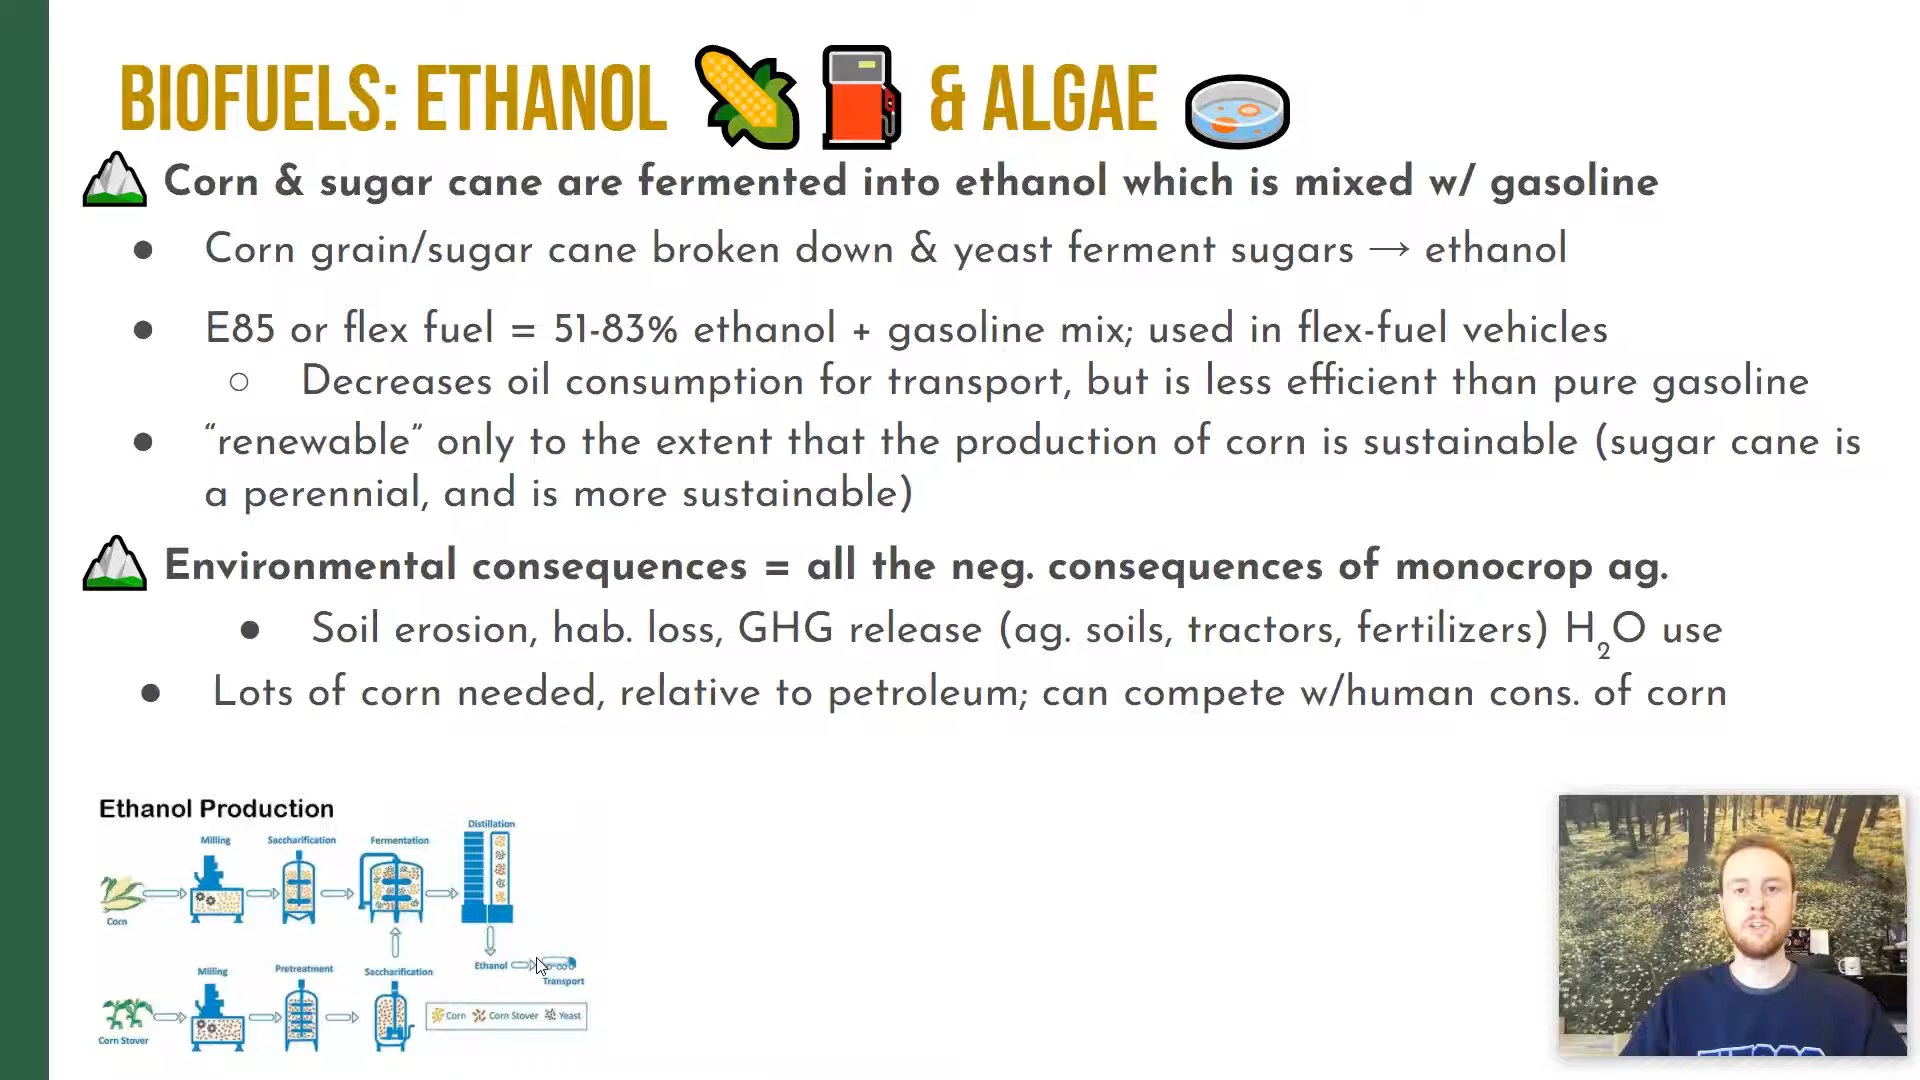 BIOFUELS: ETHANOL & ALGAE
Corn & sugar cane are fermented into ethanol which is mixed w/ gasoline
● Corn grain/sugar cane broken down & yeast ferment sugars → ethanol
● E85 or flex fuel = 51-83% ethanol + gasoline mix; used in flex-fuel vehicles
○ Decreases oil consumption for transport, but is less efficient than pure gasoline
● “renewable” only to the extent that the production of corn is sustainable (sugar cane is
a perennial, and is more sustainable)
Environmental consequences = all the neg. consequences of monocrop ag.
● Soil erosion, hab. loss, GHG release (ag. soils, tractors, fertilizers) H₂O use
● Lots of corn needed, relative to petroleum; can compete w/human cons. of corn
Ethanol Production
Distillation
Milling Saccharification Fermentation
Corn
Ethanol
Transport
Milling Pretreatment Saccharification
Corn Corn Stover Yeast
Corn Stover